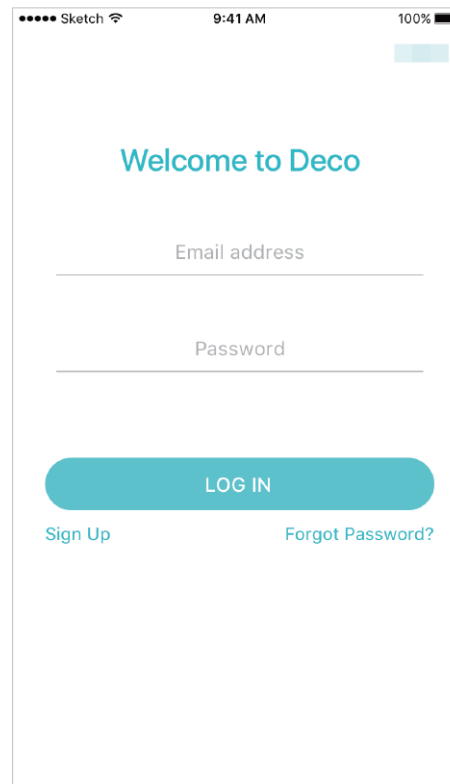 Sketch 9:41 AM 100%
Welcome to Deco
Email address
Password
LOG IN
Sign Up Forgot Password?